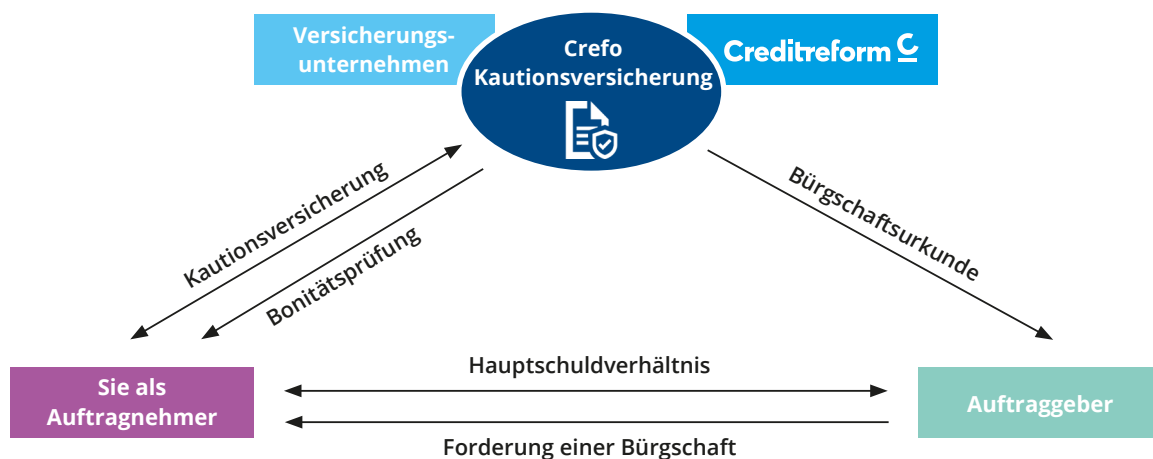 Versicherungs-
unternehmen
Crefo
Kautionsversicherung
Creditreform C
Kautionsversicherung
Bonitätsprüfung
Bürgschaftsurkunde
Sie als
Auftragnehmer
Hauptschuldverhältnis
Forderung einer Bürgschaft
Auftraggeber